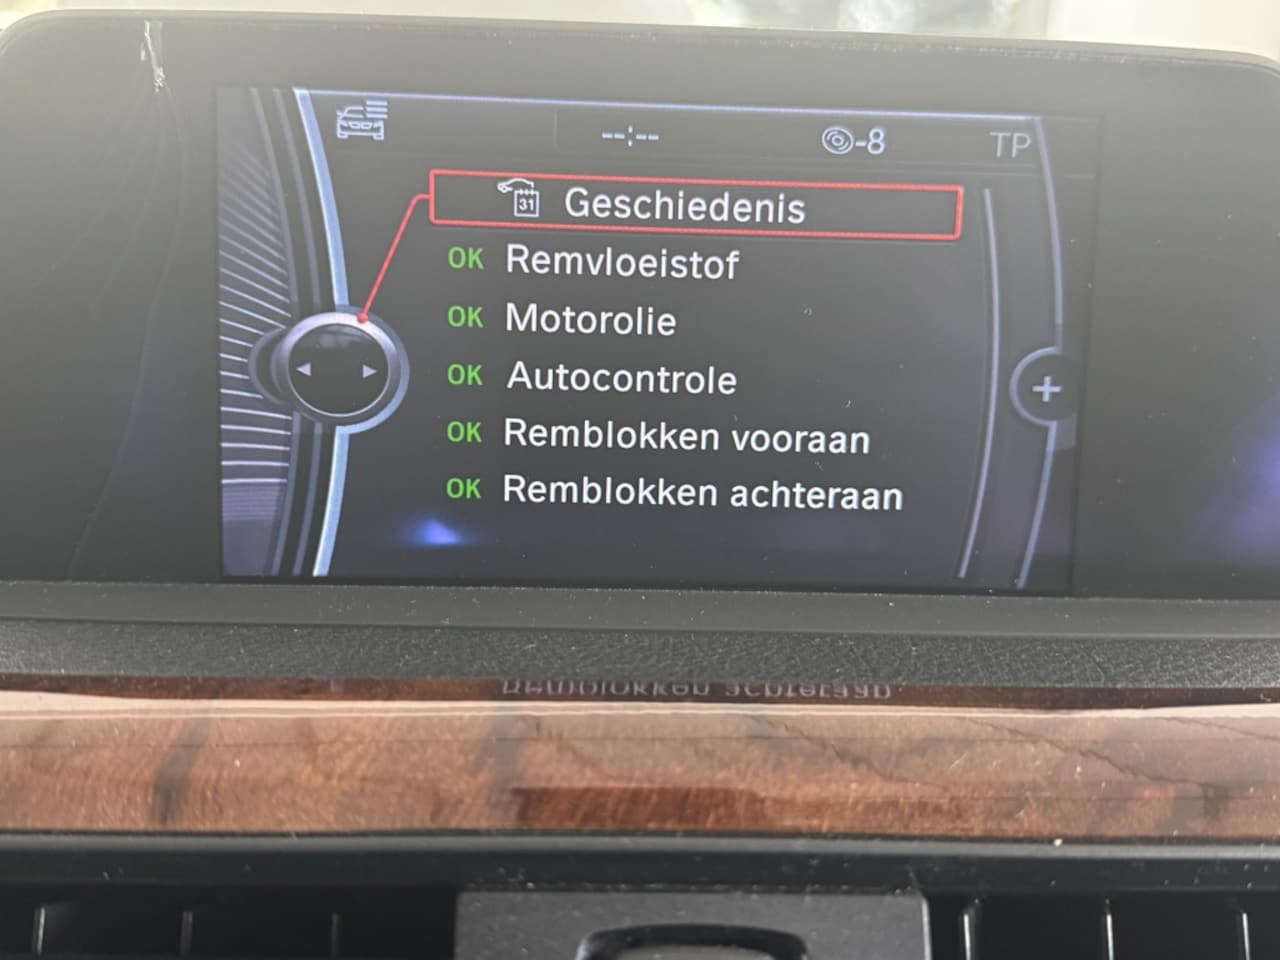 --:-- -8 TP
31 Geschiedenis
OK Remvloeistof
OK Motorolie
OK Autocontrole
OK Remblokken vooraan
OK Remblokken achteraan